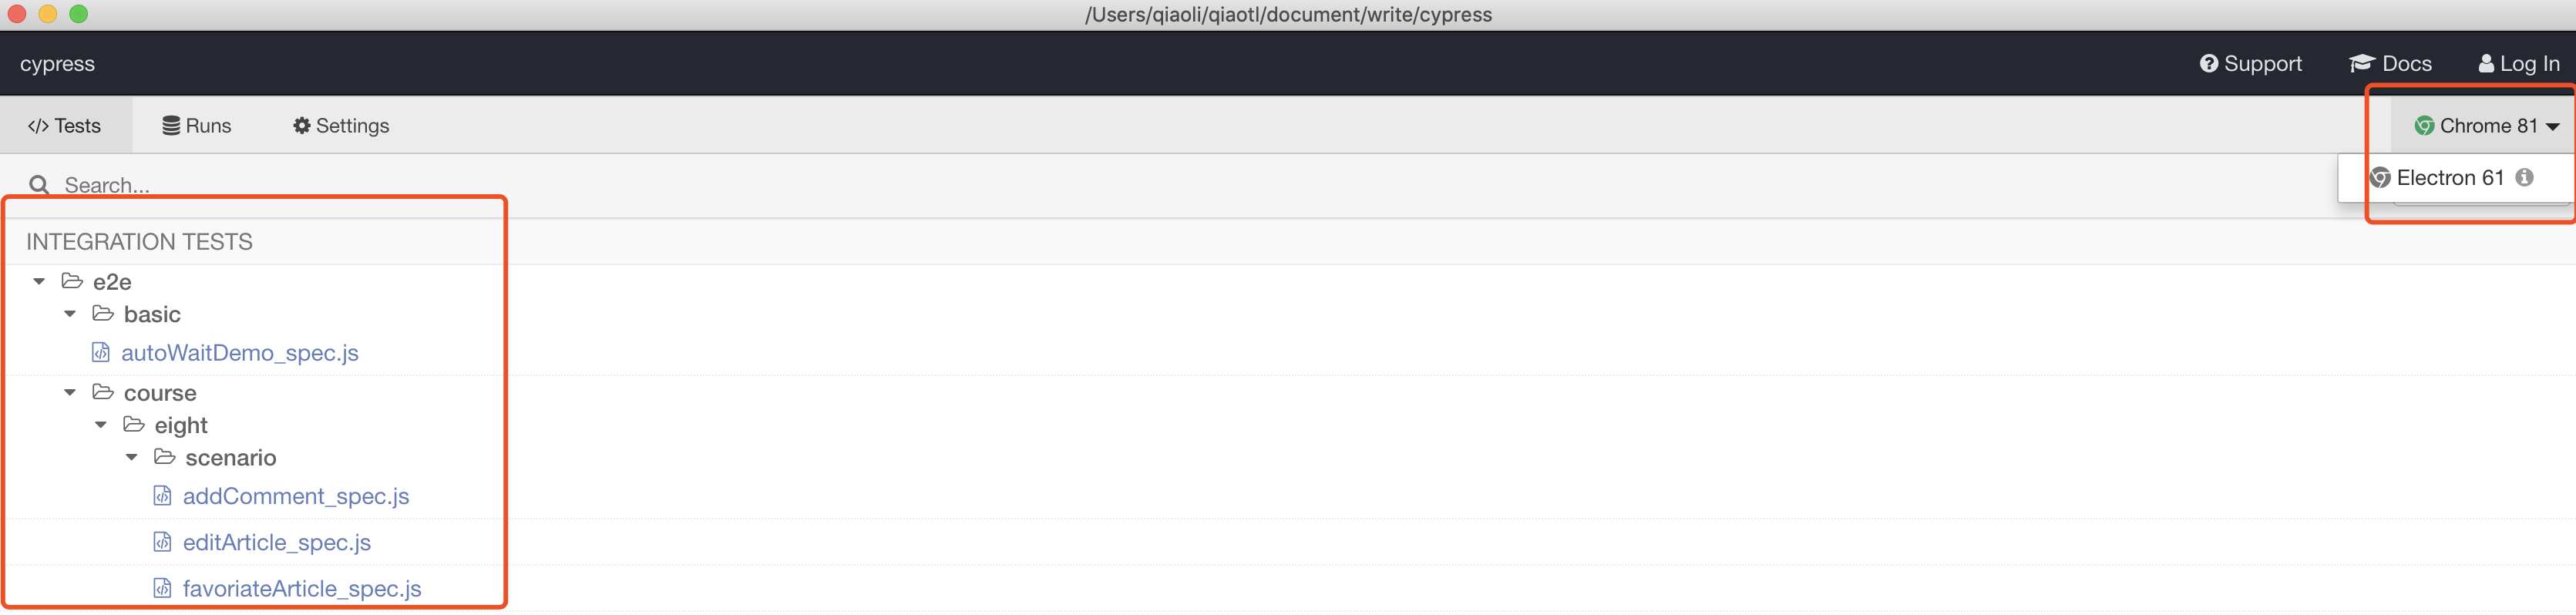 /Users/qiaoli/qiaotl/document/write/cypress
cypress Support Docs Log In
</> Tests Runs Settings Chrome 81
Search... Electron 61
INTEGRATION TESTS
e2e
basic
autoWaitDemo_spec.js
course
eight
scenario
addComment_spec.js
editArticle_spec.js
favoriateArticle_spec.js